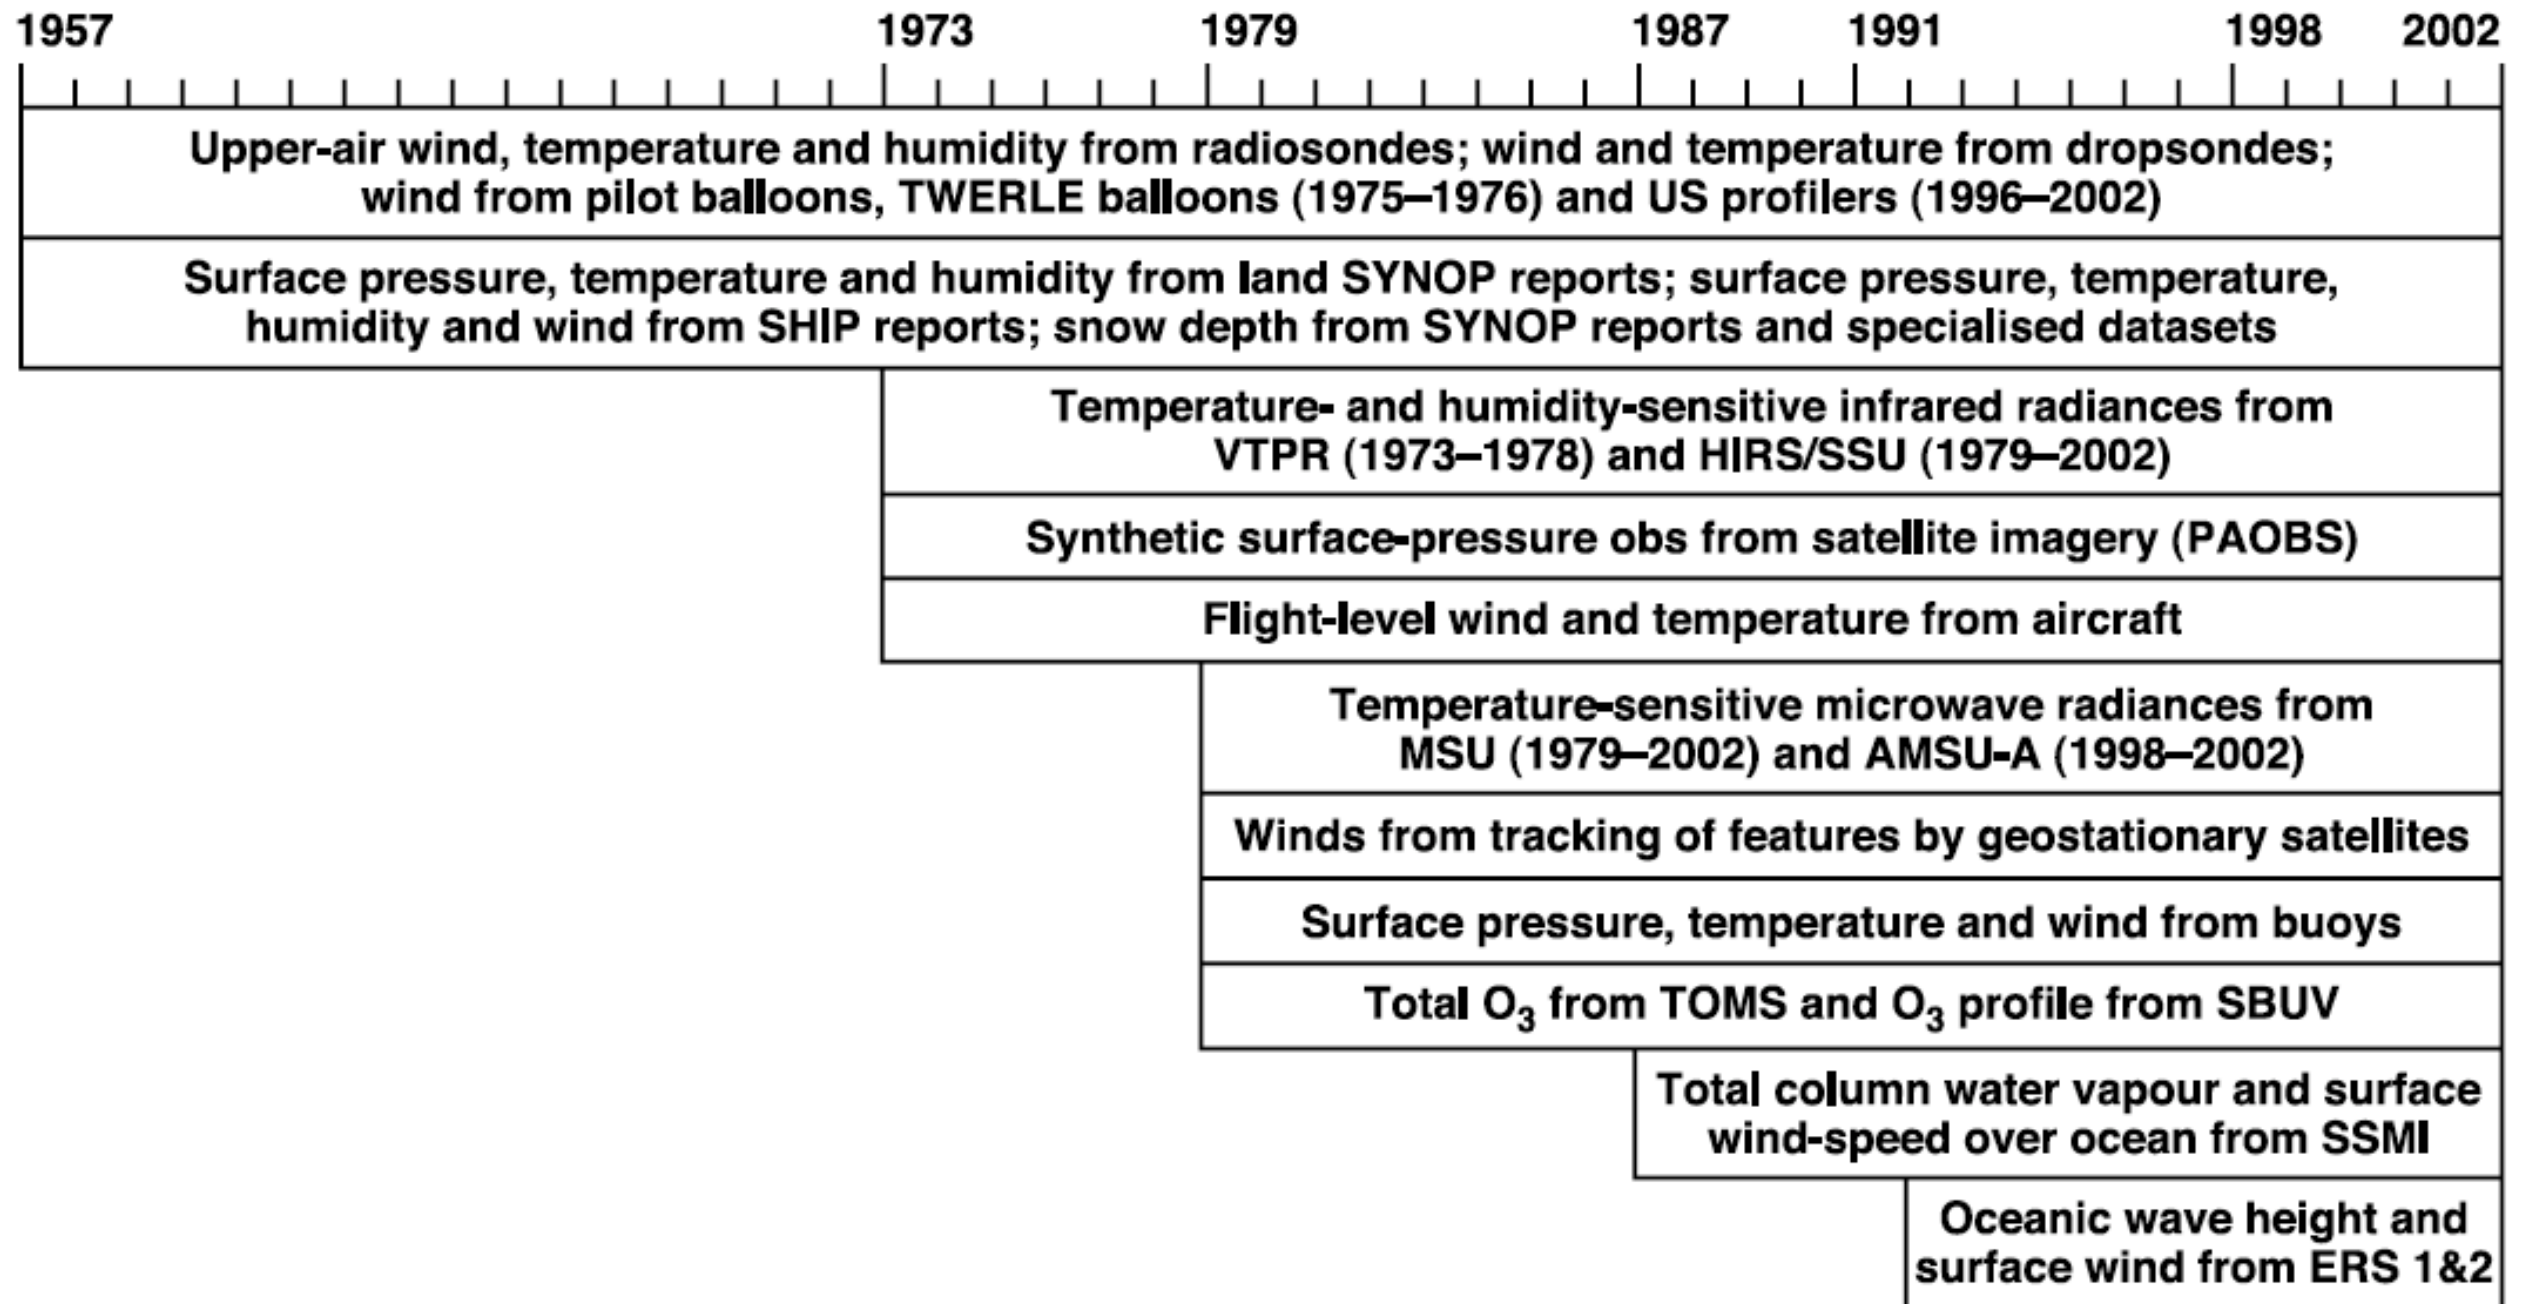 1957 1973 1979 1987 1991 1998 2002
Upper-air wind, temperature and humidity from radiosondes; wind and temperature from dropsondes;
wind from pilot balloons, TWERLE balloons (1975–1976) and US profilers (1996–2002)
Surface pressure, temperature and humidity from land SYNOP reports; surface pressure, temperature,
humidity and wind from SHIP reports; snow depth from SYNOP reports and specialised datasets
Temperature- and humidity-sensitive infrared radiances from
VTPR (1973–1978) and HIRS/SSU (1979–2002)
Synthetic surface-pressure obs from satellite imagery (PAOBS)
Flight-level wind and temperature from aircraft
Temperature-sensitive microwave radiances from
MSU (1979–2002) and AMSU-A (1998–2002)
Winds from tracking of features by geostationary satellites
Surface pressure, temperature and wind from buoys
Total O₃ from TOMS and O₃ profile from SBUV
Total column water vapour and surface
wind-speed over ocean from SSMI
Oceanic wave height and
surface wind from ERS 1&2